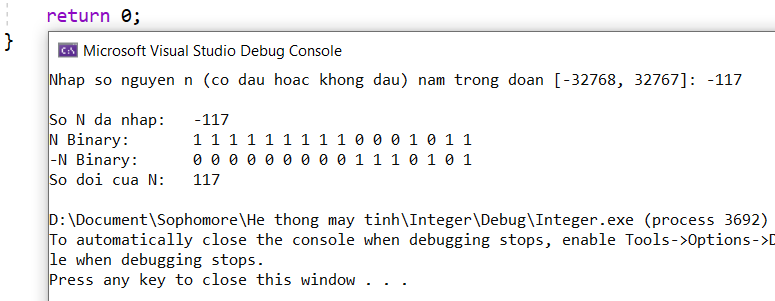 return 0;
}
Microsoft Visual Studio Debug Console
Nhap so nguyen n (co dau hoac khong dau) nam trong doan [-32768, 32767]: -117
So N da nhap: -117
N Binary: 1 1 1 1 1 1 1 1 1 0 0 0 1 0 1 1
-N Binary: 0 0 0 0 0 0 0 0 0 1 1 1 0 1 0 1
So doi cua N: 117
D:\Document\Sophomore\He thong may tinh\Integer\Debug\Integer.exe (process 3692)
To automatically close the console when debugging stops, enable Tools->Options->D
le when debugging stops.
Press any key to close this window . . .